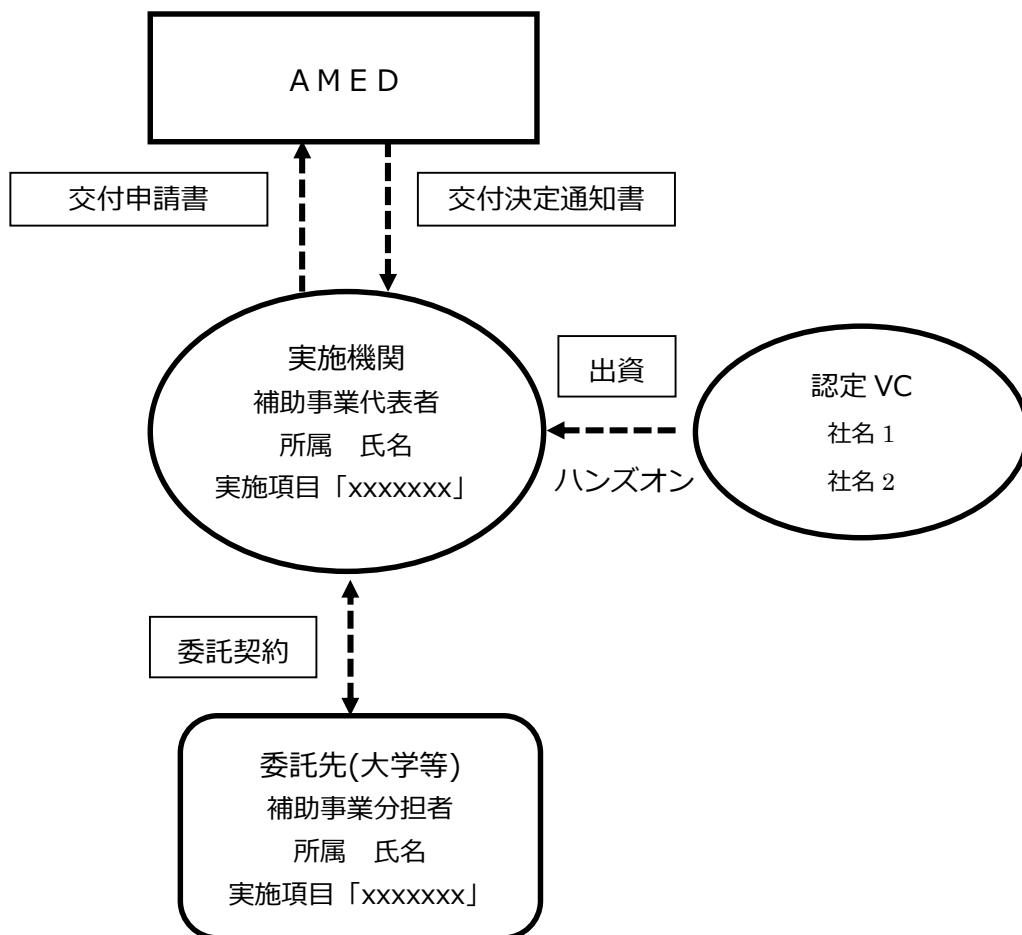 ＡＭＥＤ
交付申請書
交付決定通知書
実施機関
補助事業代表者
所属　氏名
実施項目「xxxxxxx」
出資
ハンズオン
認定 VC
社名 1
社名 2
委託契約
委託先(大学等)
補助事業分担者
所属　氏名
実施項目「xxxxxxx」